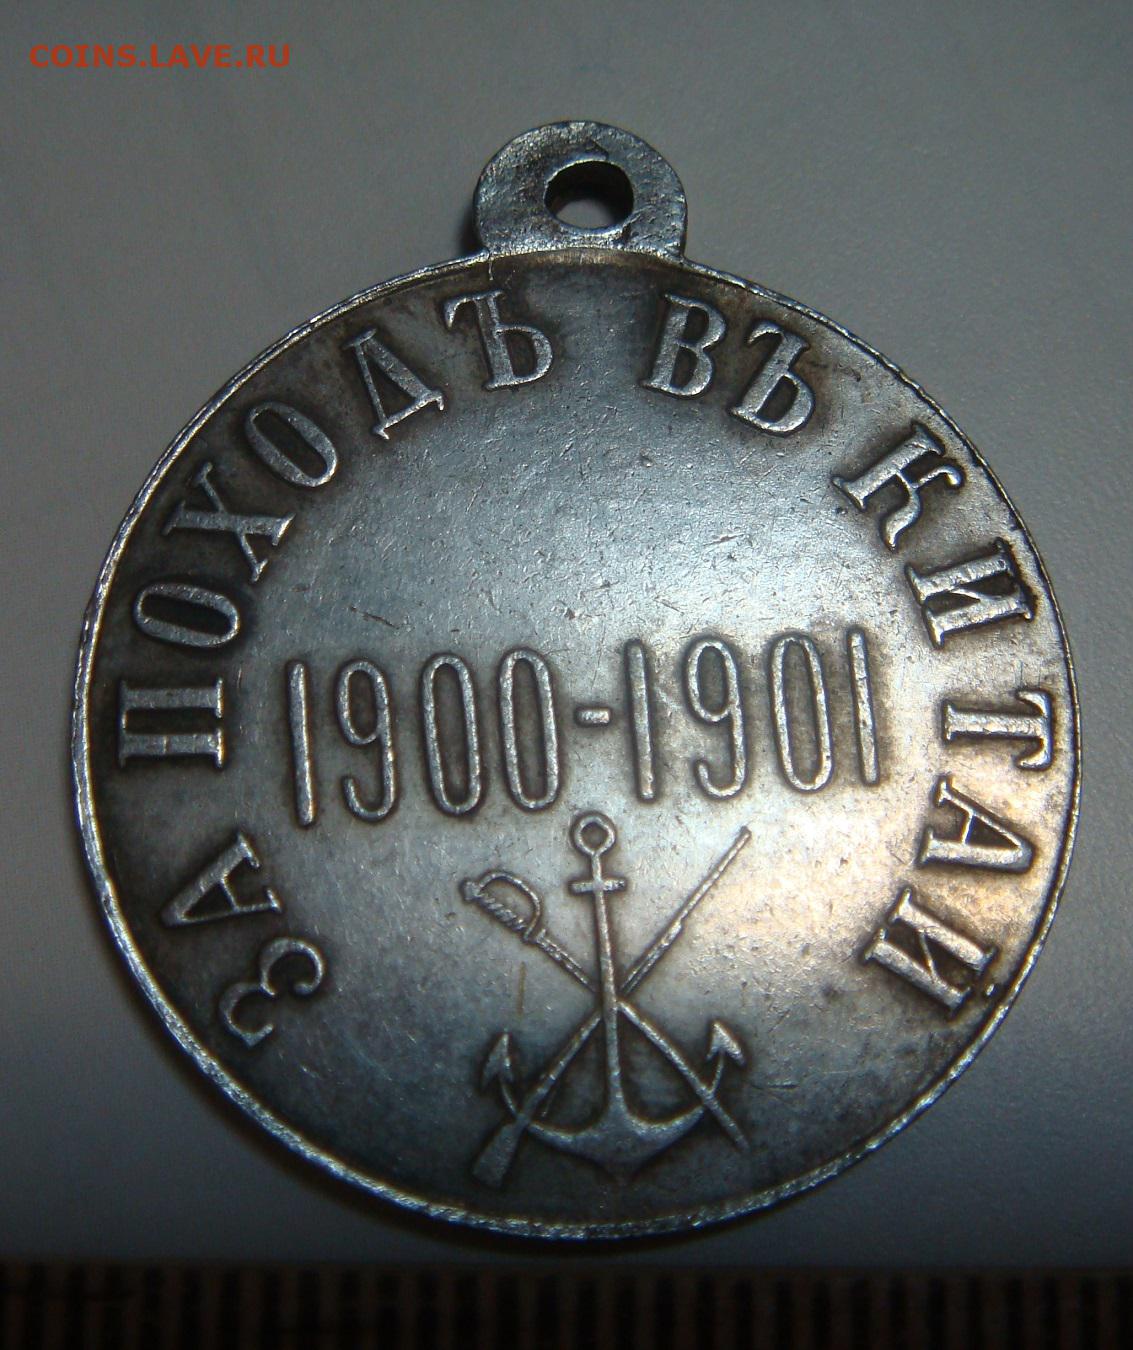 COINS.LAVE.RU
ЗА ПОХОДЪ ВЪ КИТАЙ
1900-1901